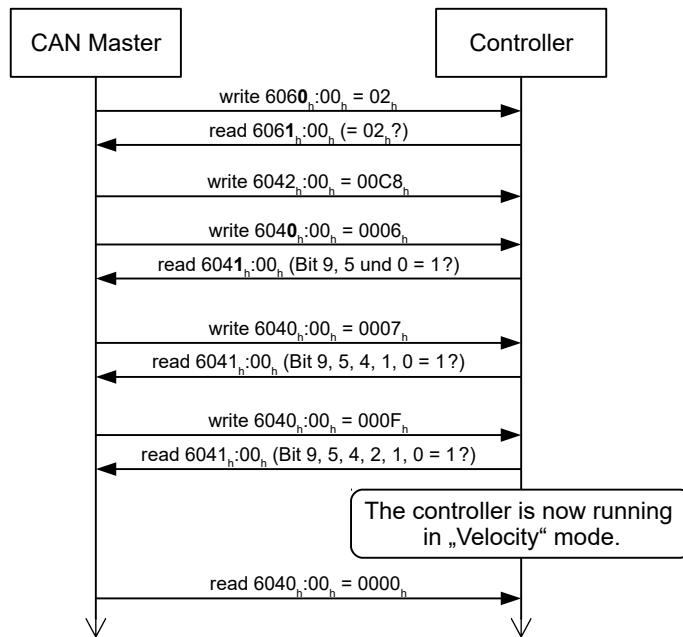 CAN Master
Controller
write 6060ₕ:00ₕ = 02ₕ
read 6061ₕ:00ₕ (= 02ₕ?)
write 6042ₕ:00ₕ = 00C8ₕ
write 6040ₕ:00ₕ = 0006ₕ
read 6041ₕ:00ₕ (Bit 9, 5 und 0 = 1?)
write 6040ₕ:00ₕ = 0007ₕ
read 6041ₕ:00ₕ (Bit 9, 5, 4, 1, 0 = 1?)
write 6040ₕ:00ₕ = 000Fₕ
read 6041ₕ:00ₕ (Bit 9, 5, 4, 2, 1, 0 = 1?)
The controller is now running
in „Velocity“ mode.
read 6040ₕ:00ₕ = 0000ₕ